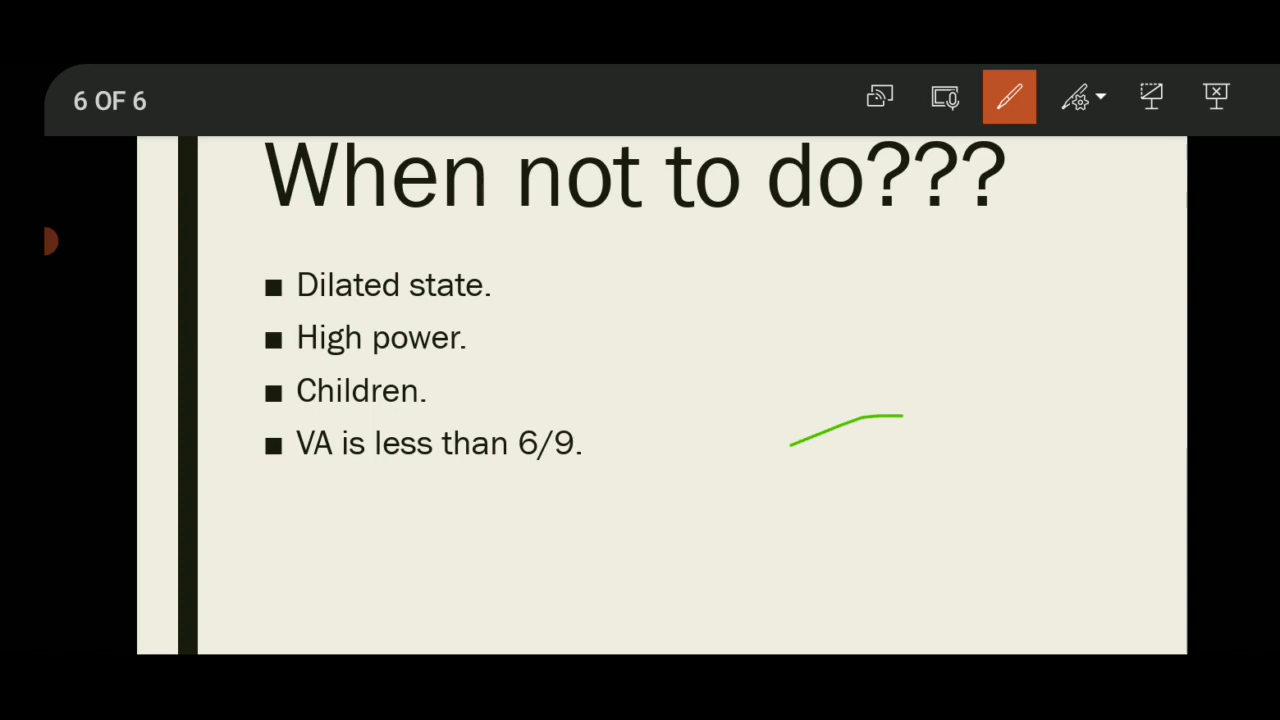 6 OF 6
When not to do???
■ Dilated state.
■ High power.
■ Children.
■ VA is less than 6/9.